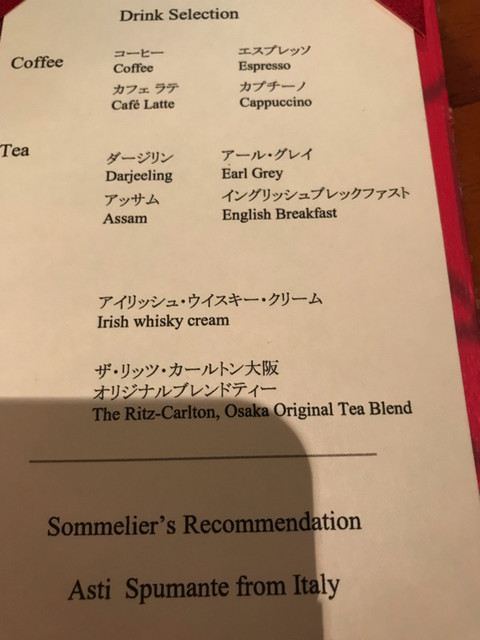 Drink Selection
Coffee
コーヒー エスプレッソ
Coffee Espresso
カフェ ラテ カプチーノ
Café Latte Cappuccino
Tea
ダージリン アール・グレイ
Darjeeling Earl Grey
アッサム イングリッシュブレックファスト
Assam English Breakfast
アイリッシュ・ウイスキー・クリーム
Irish whisky cream
ザ・リッツ・カールトン大阪
オリジナルブレンドティー
The Ritz-Carlton, Osaka Original Tea Blend
Sommelier's Recommendation
Asti Spumante from Italy